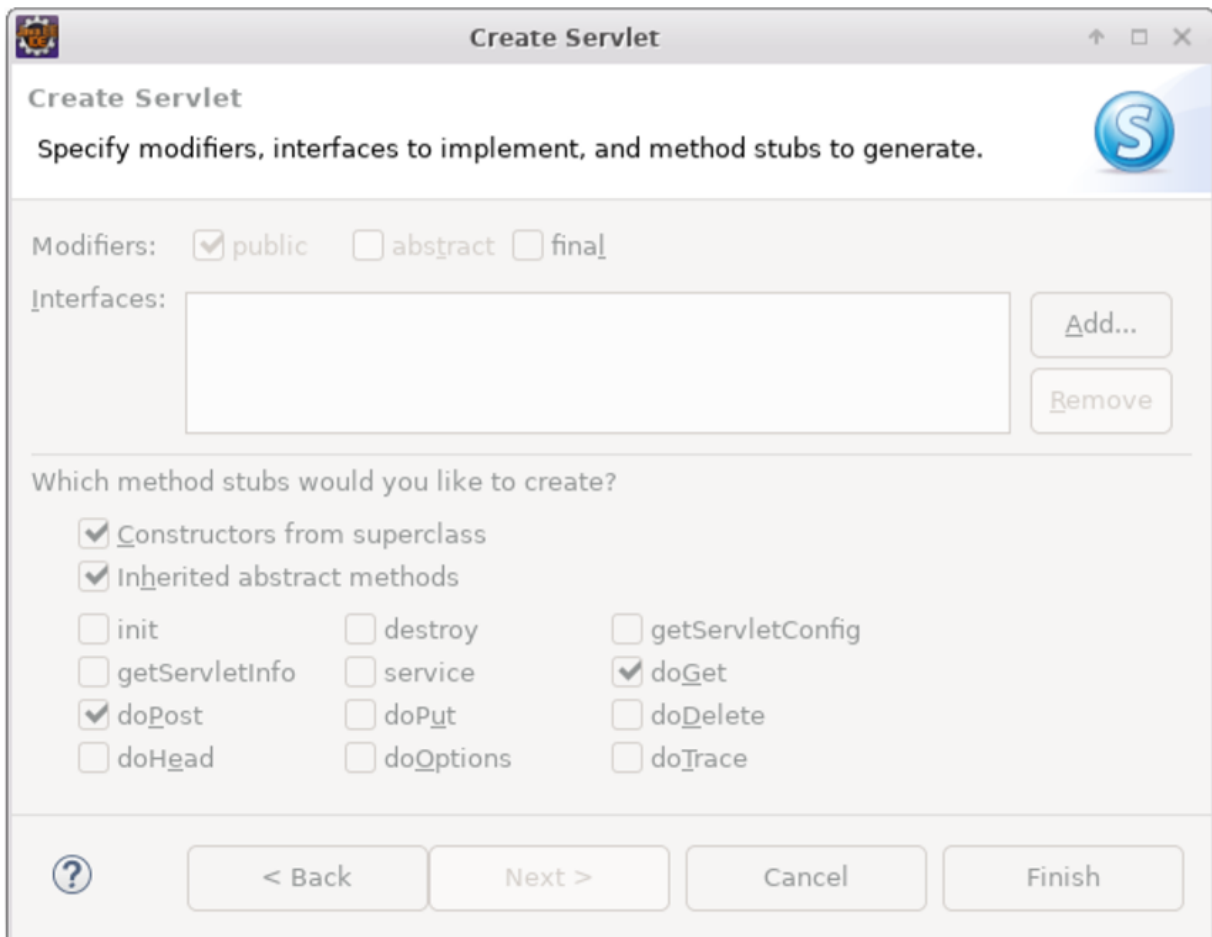 Create Servlet
Create Servlet
Specify modifiers, interfaces to implement, and method stubs to generate.
Modifiers: public abstract final
Interfaces:
Add...
Remove
Which method stubs would you like to create?
Constructors from superclass
Inherited abstract methods
init destroy getServletConfig
getServletInfo service doGet
doPost doPut doDelete
doHead doOptions doTrace
? < Back Next > Cancel Finish